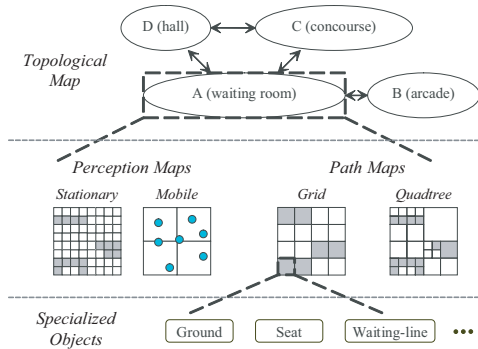 D (hall)
C (concourse)
Topological
Map
A (waiting room)
B (arcade)
Perception Maps
Path Maps
Stationary
Mobile
Grid
Quadtree
Specialized
Objects
Ground
Seat
Waiting-line